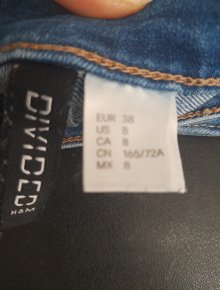 DIVIDED
H&M
EUR 38
US 8
CA 8
CN 165/72A
MX 8